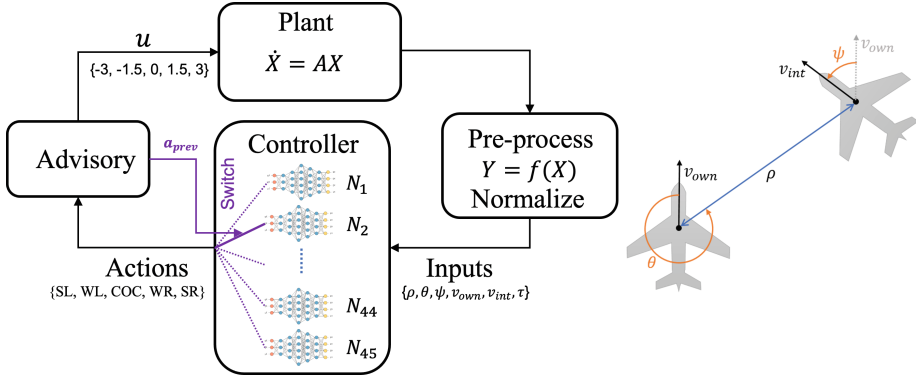 Plant
Ẋ = AX
u
{-3, -1.5, 0, 1.5, 3}
Advisory
a_prev
Switch
Controller
N_1
N_2
N_44
N_45
Pre-process
Y = f(X)
Normalize
Actions
{SL, WL, COC, WR, SR}
Inputs
{ρ, θ, ψ, v_own, v_int, τ}
ψ
v_own
v_int
ρ
v_own
θ